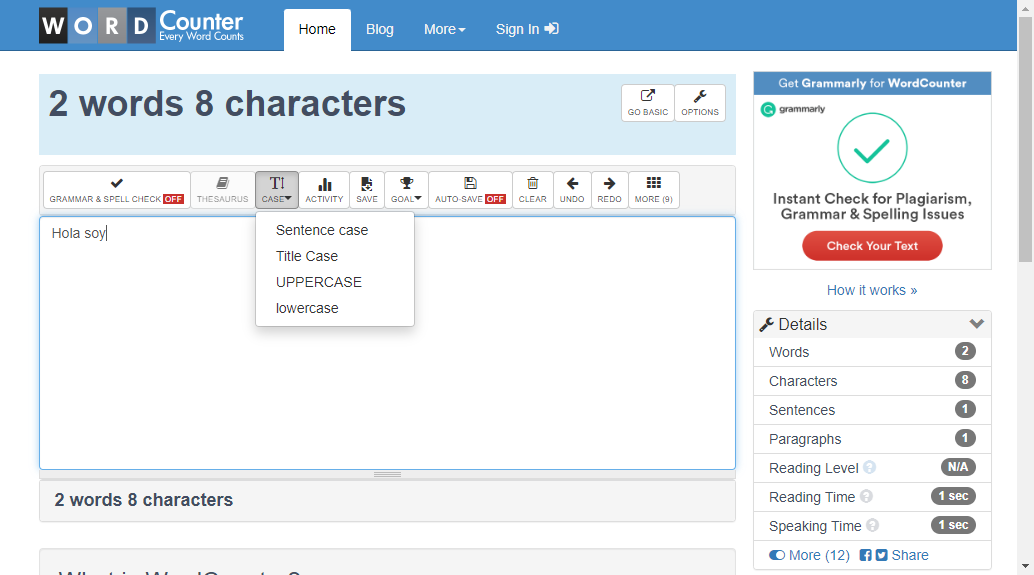 WORD Counter
Every Word Counts
Home
Blog
More
Sign In
2 words 8 characters
GO BASIC
OPTIONS
GRAMMAR & SPELL CHECK OFF
THESAURUS
CASE
ACTIVITY
SAVE
GOAL
AUTO-SAVE OFF
CLEAR
UNDO
REDO
MORE (9)
Hola soy
Sentence case
Title Case
UPPERCASE
lowercase
2 words 8 characters
What is WordCounter?
Get Grammarly for WordCounter
grammarly
Instant Check for Plagiarism,
Grammar & Spelling Issues
Check Your Text
How it works »
Details
Words 2
Characters 8
Sentences 1
Paragraphs 1
Reading Level ? N/A
Reading Time ? 1 sec
Speaking Time ? 1 sec
More (12) Share